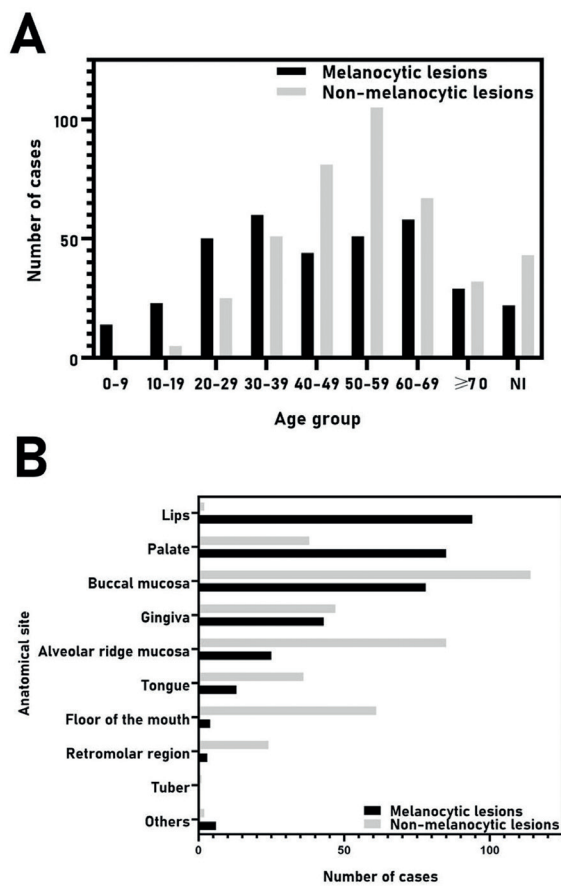 A
Melanocytic lesions
Non-melanocytic lesions
Number of cases
100
50
0
0-9 10-19 20-29 30-39 40-49 50-59 60-69 ⩾70 NI
Age group
B
Anatomical site
Lips
Palate
Buccal mucosa
Gingiva
Alveolar ridge mucosa
Tongue
Floor of the mouth
Retromolar region
Tuber
Others
Melanocytic lesions
Non-melanocytic lesions
0 50 100
Number of cases